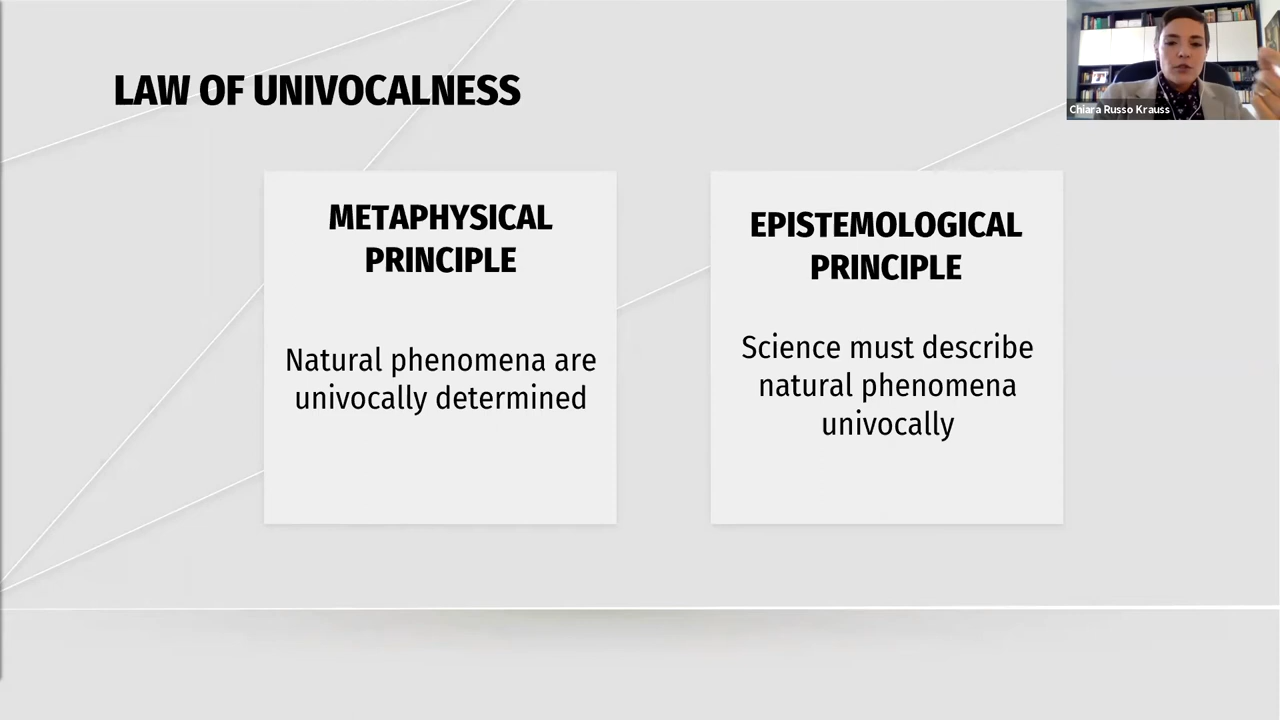 LAW OF UNIVOCALNESS
Chiara Russo Krauss
METAPHYSICAL
PRINCIPLE
Natural phenomena are
univocally determined
EPISTEMOLOGICAL
PRINCIPLE
Science must describe
natural phenomena
univocally